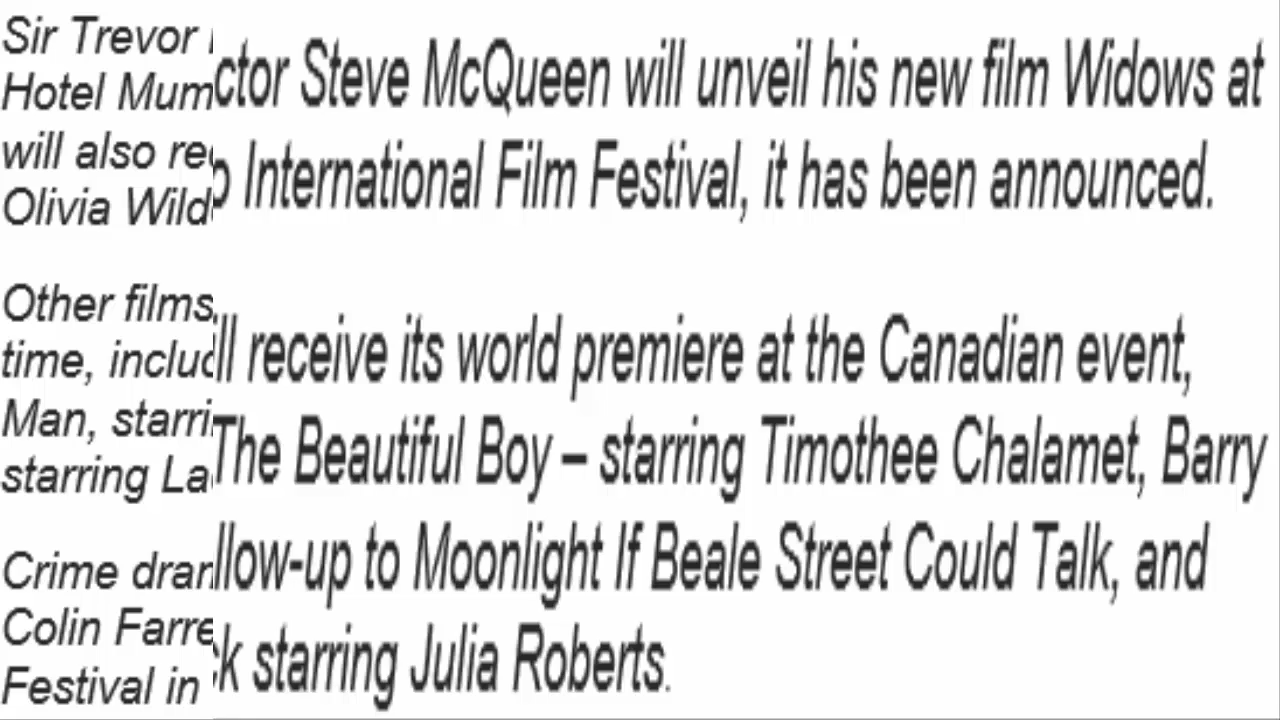 Sir Trevor
Hotel Mum
will also re
Olivia Wild
Other films
time, includ
Man, starri
starring La
Crime dram
Colin Farre
Festival in
ctor Steve McQueen will unveil his new film Widows at
o International Film Festival, it has been announced.
ll receive its world premiere at the Canadian event,
The Beautiful Boy – starring Timothee Chalamet, Barry
llow-up to Moonlight If Beale Street Could Talk, and
k starring Julia Roberts.